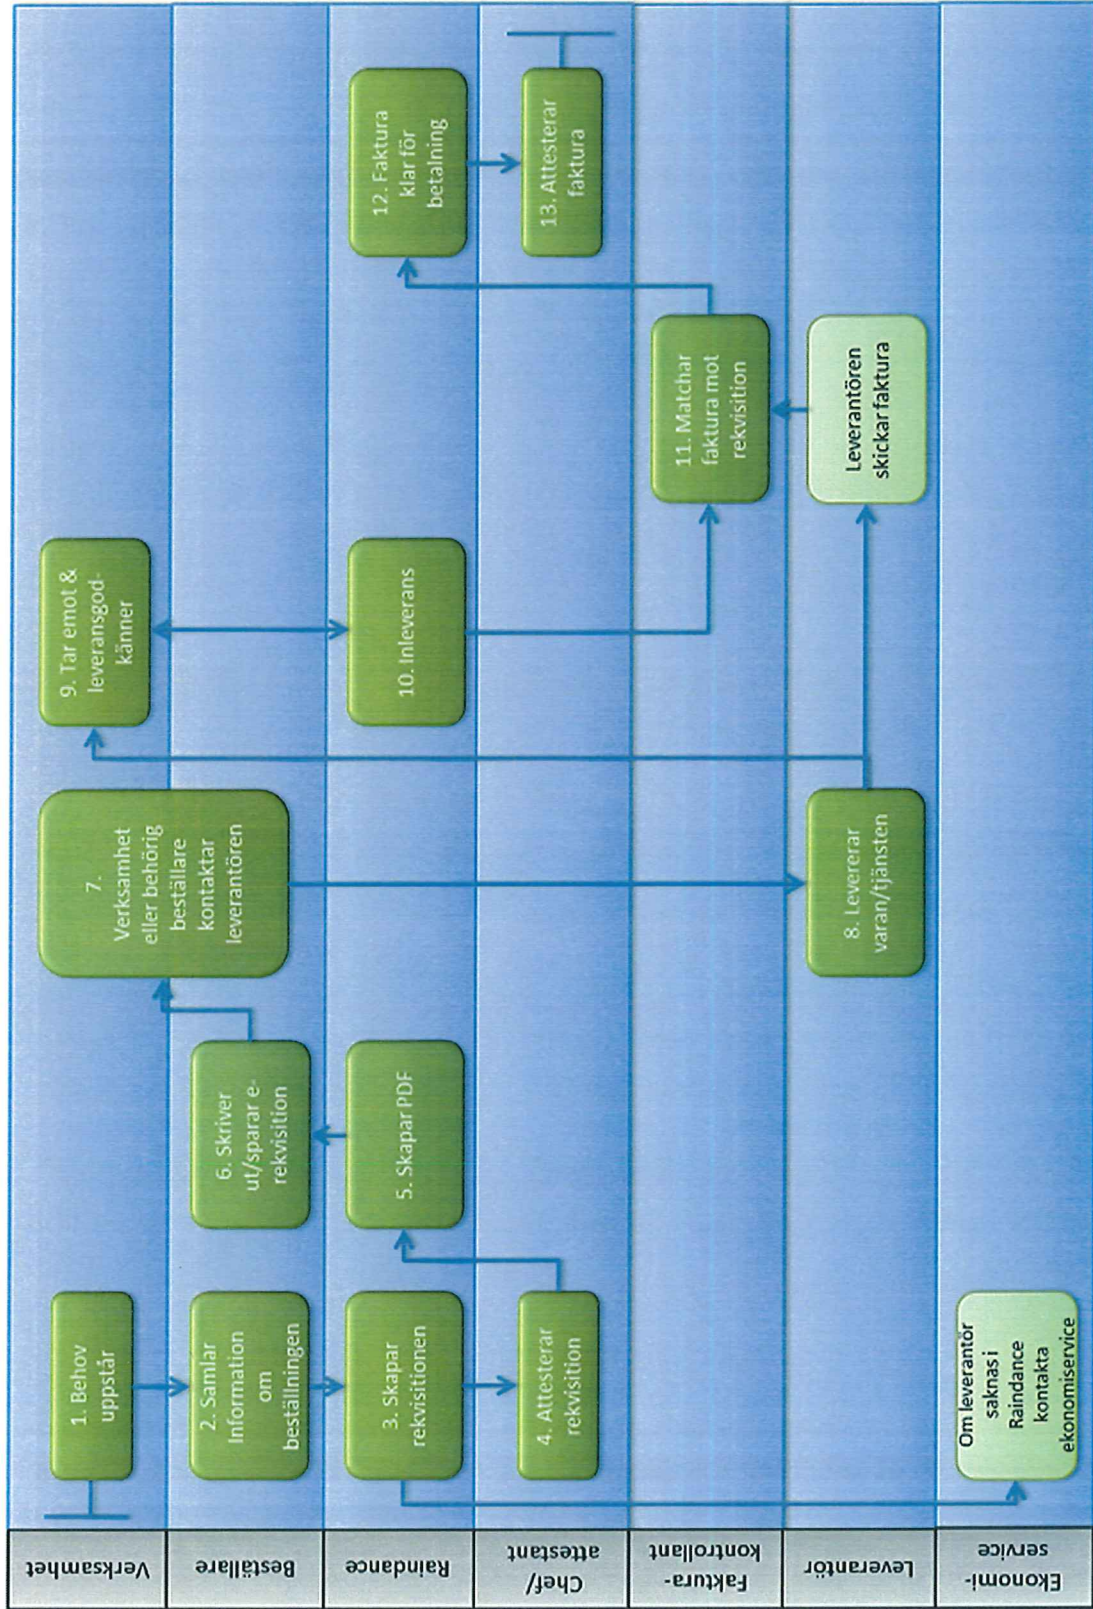 Verksamhet
1. Behov
uppstår
7.
Verksamhet
eller behörig
beställare
kontaktar
leverantören
9. Tar emot &
leveransgod-
känner
Beställare
2. Samlar
Information
om
beställningen
6. Skriver
ut/sparar e-
rekvisition
Raindance
3. Skapar
rekvisitionen
5. Skapar PDF
10. Inleverans
12. Faktura
klar för
betalning
Chef/
attestant
4. Attesterar
rekvisition
13. Attesterar
faktura
Faktura-
kontrollant
11. Matchar
faktura mot
rekvisition
Leverantör
8. Levererar
varan/tjänsten
Leverantören
skickar faktura
Ekonomi-
service
Om leverantör
saknas i
Raindance
kontakta
ekonomiservice